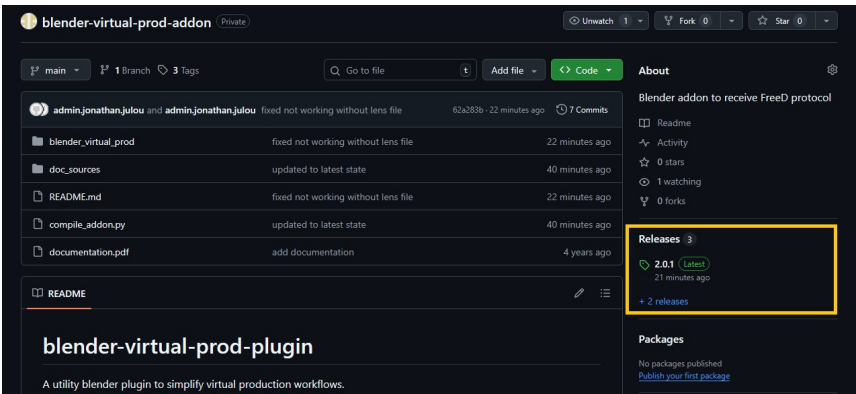 blender-virtual-prod-addon Private
Unwatch 1
Fork 0
Star 0
main
1 Branch
3 Tags
Go to file
t
Add file
<> Code
admin.jonathan.julou and admin.jonathan.julou fixed not working without lens file
62a283b · 22 minutes ago
7 Commits
blender_virtual_prod fixed not working without lens file 22 minutes ago
doc_sources updated to latest state 40 minutes ago
README.md fixed not working without lens file 22 minutes ago
compile_addon.py updated to latest state 40 minutes ago
documentation.pdf add documentation 4 years ago
README
blender-virtual-prod-plugin
A utility blender plugin to simplify virtual production workflows.
About
Blender addon to receive FreeD protocol
Readme
Activity
0 stars
1 watching
0 forks
Releases 3
2.0.1 Latest
21 minutes ago
+ 2 releases
Packages
No packages published
Publish your first package